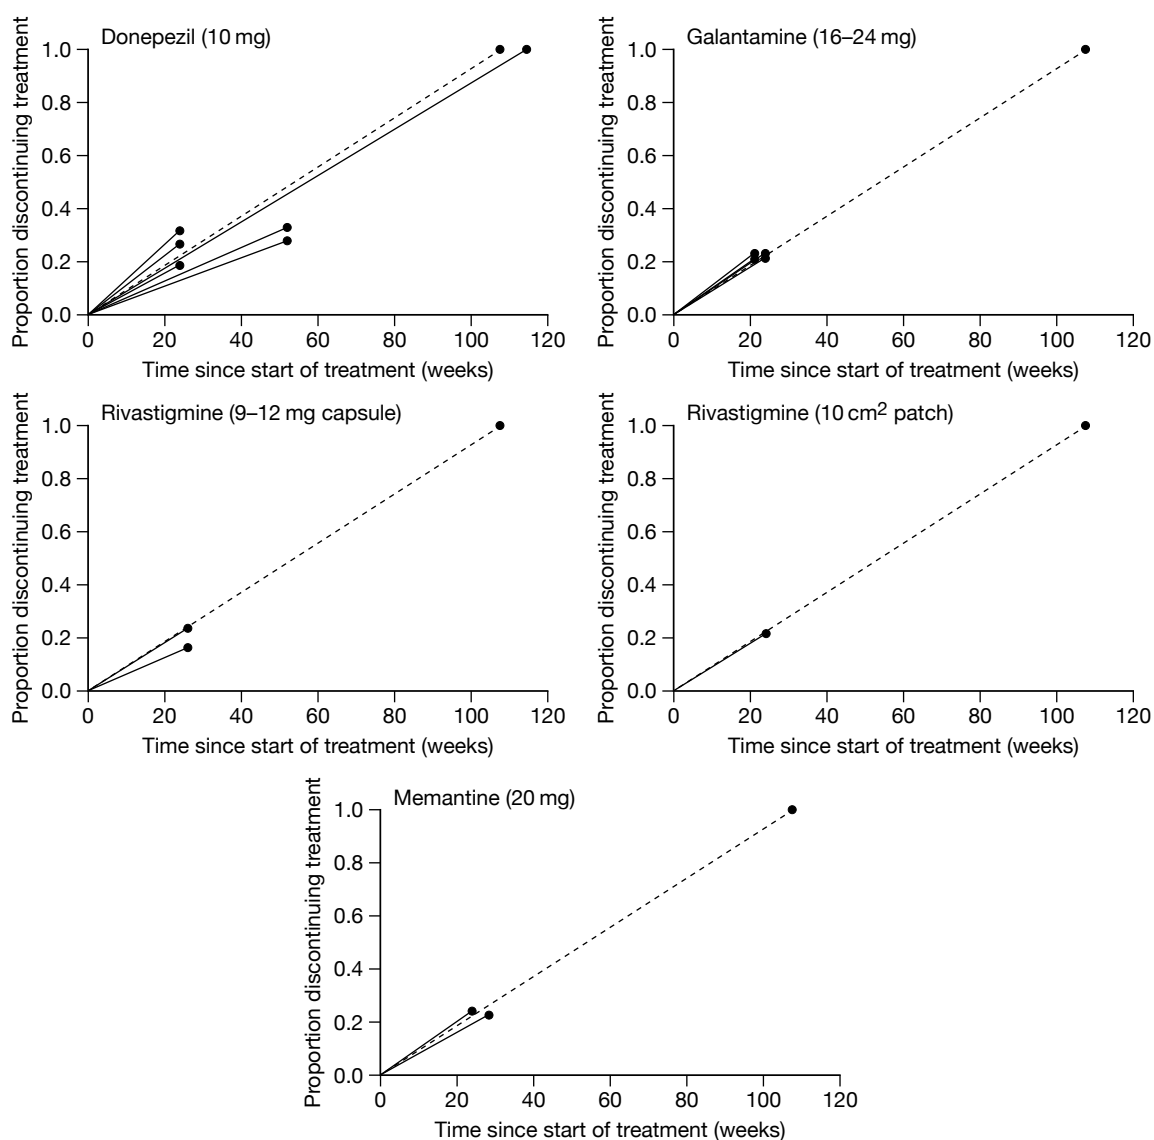 Donepezil (10 mg)
Proportion discontinuing treatment
1.0
0.8
0.6
0.4
0.2
0.0
0 20 40 60 80 100 120
Time since start of treatment (weeks)
Galantamine (16–24 mg)
Proportion discontinuing treatment
1.0
0.8
0.6
0.4
0.2
0.0
0 20 40 60 80 100 120
Time since start of treatment (weeks)
Rivastigmine (9–12 mg capsule)
Proportion discontinuing treatment
1.0
0.8
0.6
0.4
0.2
0.0
0 20 40 60 80 100 120
Time since start of treatment (weeks)
Rivastigmine (10 cm² patch)
Proportion discontinuing treatment
1.0
0.8
0.6
0.4
0.2
0.0
0 20 40 60 80 100 120
Time since start of treatment (weeks)
Memantine (20 mg)
Proportion discontinuing treatment
1.0
0.8
0.6
0.4
0.2
0.0
0 20 40 60 80 100 120
Time since start of treatment (weeks)